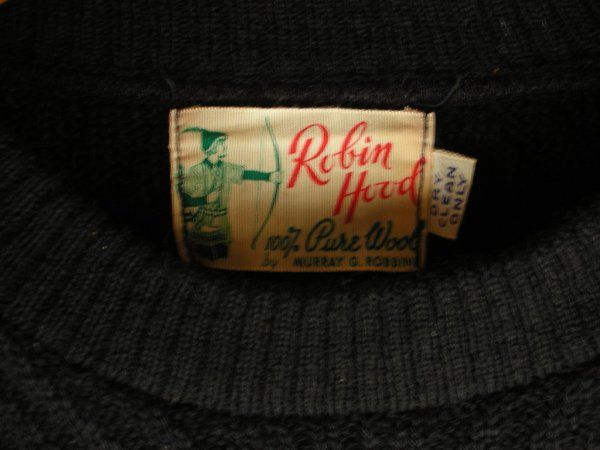 Robin
Hood
100% Pure Wool
by MURRAY G. ROBBINS
DRY
CLEAN
ONLY